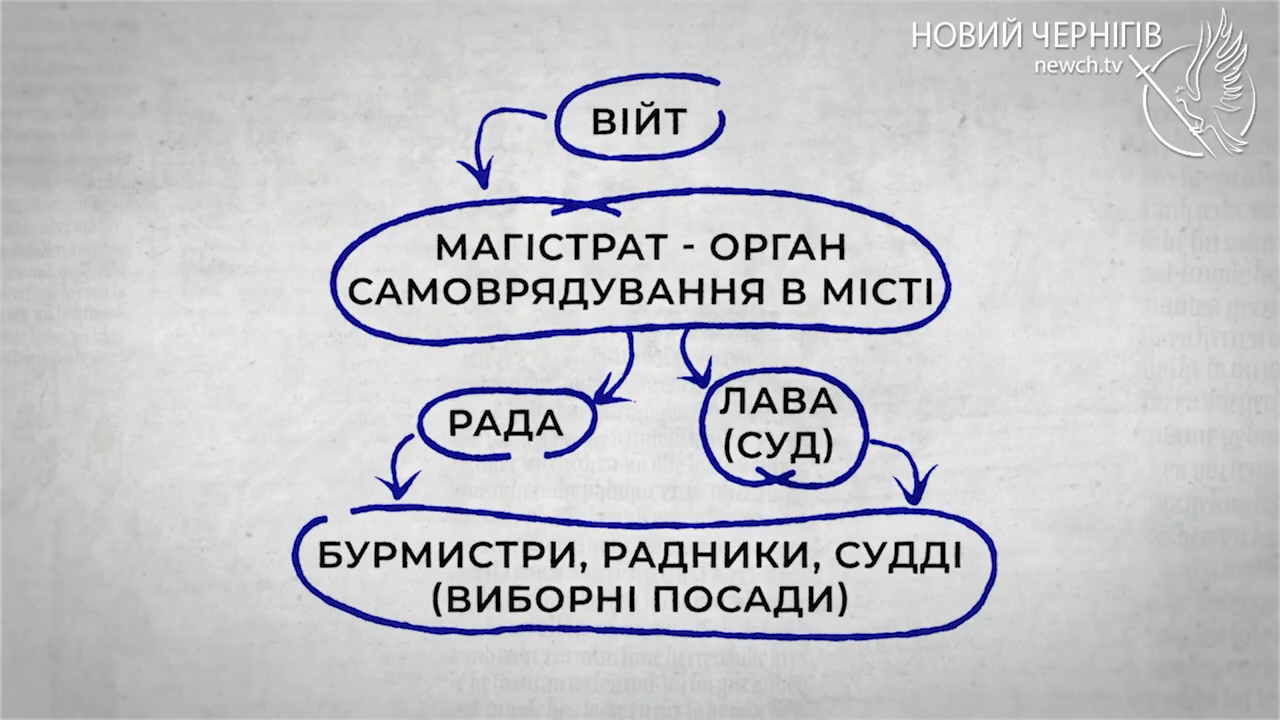 НОВИЙ ЧЕРНІГІВ
newch.tv
ВІЙТ
МАГІСТРАТ - ОРГАН
САМОВРЯДУВАННЯ В МІСТІ
РАДА
ЛАВА
(СУД)
БУРМИСТРИ, РАДНИКИ, СУДДІ
(ВИБОРНІ ПОСАДИ)